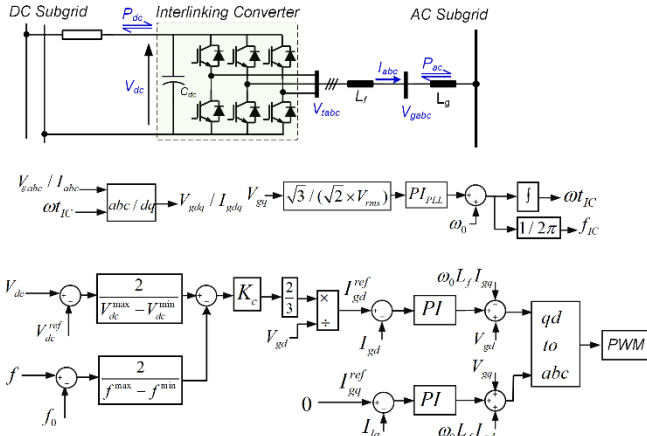 DC Subgrid
P_dc
Interlinking Converter
AC Subgrid
V_dc
C_dc
V_tabc
L_f
I_abc
V_gabc
P_ac
L_g
V_gabc / I_abc
ωt_IC
abc / dq
V_gdq / I_gdq
V_gq
√3 / (√2 × V_rms)
PI_PLL
+
+
ω_0
∫
ωt_IC
1/2π
f_IC
V_dc
V_dc^ref
+
-
2
V_dc^max − V_dc^min
+
-
K_c
2
3
×
÷
V_gd
I_gd^ref
I_gd
PI
ω_0 L_f I_gq
V_gd
qd
to
abc
PWM
f
f_0
+
-
2
f^max − f^min
0
I_gq^ref
+
-
PI
V_gq